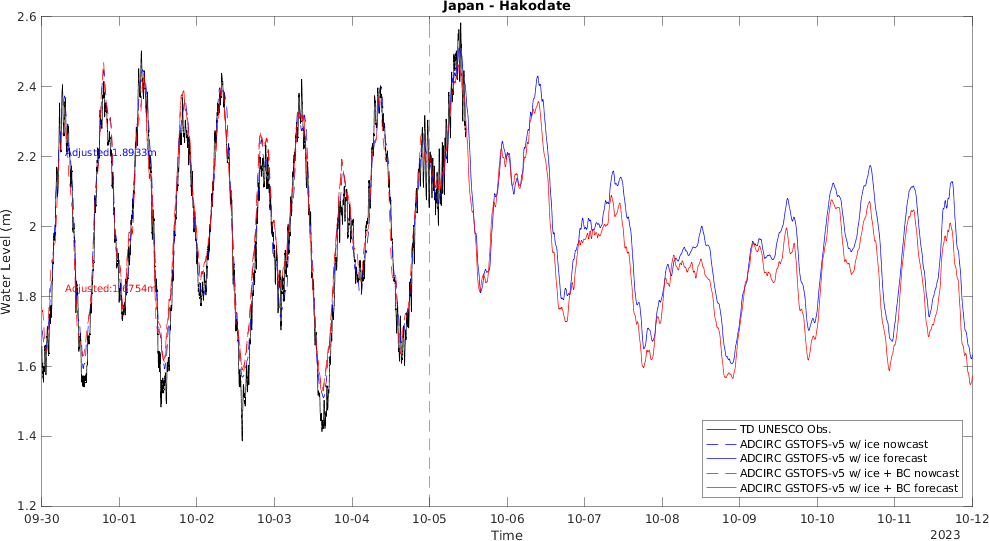 Japan - Hakodate
2.6
2.4
2.2
2
1.8
1.6
1.4
1.2
Water Level (m)
Adjusted:1.8933m
Adjusted:1.6754m
TD UNESCO Obs.
ADCIRC GSTOFS-v5 w/ ice nowcast
ADCIRC GSTOFS-v5 w/ ice forecast
ADCIRC GSTOFS-v5 w/ ice + BC nowcast
ADCIRC GSTOFS-v5 w/ ice + BC forecast
09-30 10-01 10-02 10-03 10-04 10-05 10-06 10-07 10-08 10-09 10-10 10-11 10-12
Time
2023